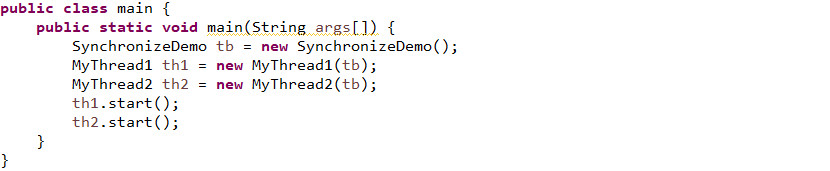 public class main {
    public static void main(String args[]) {
        SynchronizeDemo tb = new SynchronizeDemo();
        MyThread1 th1 = new MyThread1(tb);
        MyThread2 th2 = new MyThread2(tb);
        th1.start();
        th2.start();
    }
}